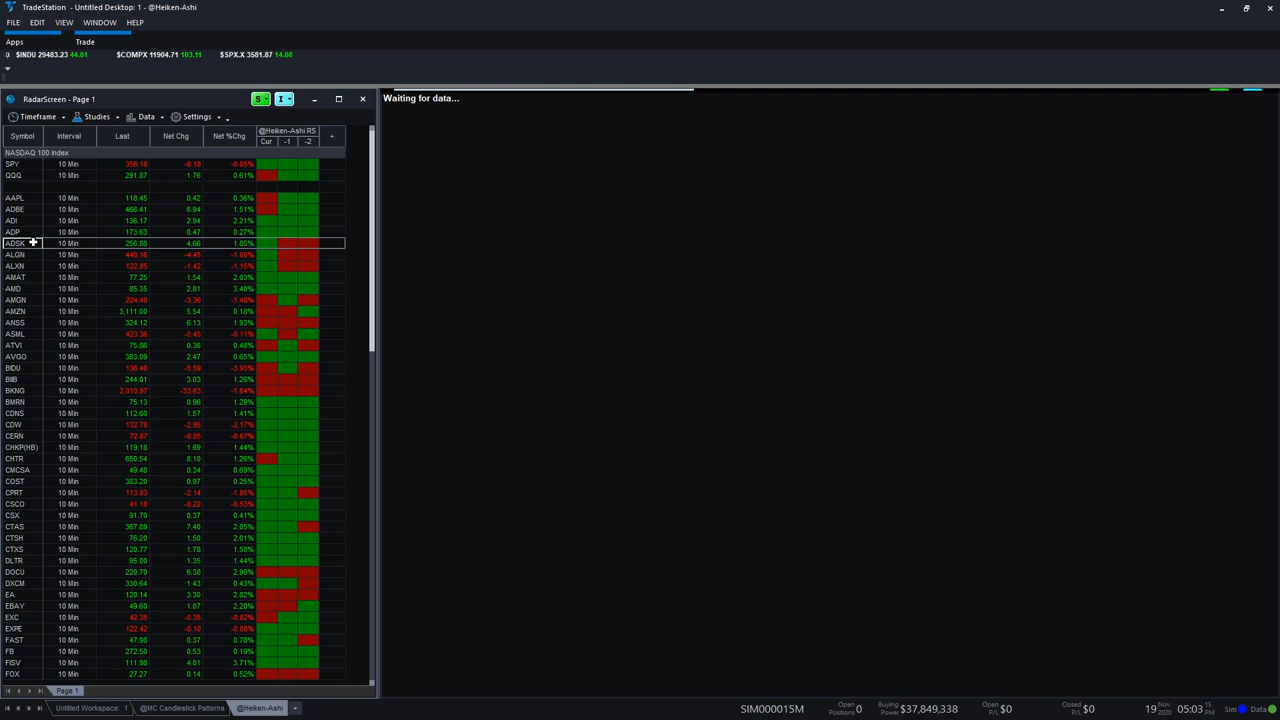 TradeStation - Untitled Desktop: 1 - @Heiken-Ashi
FILE EDIT VIEW WINDOW HELP
Apps Trade
$INDU 29483.23 44.81 $COMPX 11904.71 103.11 $SPX.X 3581.87 14.08
RadarScreen - Page 1 S I
Waiting for data...
Timeframe Studies Data Settings
Symbol Interval Last Net Chg Net %Chg @Heiken-Ashi RS +
Cur -1 -2
NASDAQ 100 Index
SPY 10 Min 356.10 -0.18 -0.05%
QQQ 10 Min 291.87 1.76 0.61%
AAPL 10 Min 118.45 0.42 0.36%
ADBE 10 Min 466.41 6.94 1.51%
ADI 10 Min 136.17 2.94 2.21%
ADP 10 Min 173.63 0.47 0.27%
ADSK 10 Min 256.88 4.66 1.85%
ALGN 10 Min 440.16 -4.45 -1.00%
ALXN 10 Min 122.05 -1.42 -1.15%
AMAT 10 Min 77.25 1.54 2.03%
AMD 10 Min 85.35 2.81 3.40%
AMGN 10 Min 224.40 -3.36 -1.48%
AMZN 10 Min 3,111.00 5.54 0.18%
ANSS 10 Min 324.12 6.13 1.93%
ASML 10 Min 423.36 -0.45 -0.11%
ATVI 10 Min 75.86 0.36 0.48%
AVGO 10 Min 383.09 2.47 0.65%
BIDU 10 Min 136.48 -5.59 -3.93%
BIIB 10 Min 244.01 3.03 1.26%
BKNG 10 Min 2,010.97 -33.63 -1.64%
BMRN 10 Min 75.13 0.96 1.29%
CDNS 10 Min 112.60 1.57 1.41%
CDW 10 Min 132.78 -2.95 -2.17%
CERN 10 Min 72.87 -0.05 -0.07%
CHKP(HB) 10 Min 119.18 1.69 1.44%
CHTR 10 Min 650.54 8.10 1.26%
CMCSA 10 Min 49.48 0.34 0.69%
COST 10 Min 383.20 0.97 0.25%
CPRT 10 Min 113.83 -2.14 -1.85%
CSCO 10 Min 41.18 -0.22 -0.53%
CSX 10 Min 91.70 0.37 0.41%
CTAS 10 Min 367.89 7.40 2.05%
CTSH 10 Min 76.20 1.50 2.01%
CTXS 10 Min 120.77 1.78 1.50%
DLTR 10 Min 95.00 1.35 1.44%
DOCU 10 Min 220.70 6.38 2.98%
DXCM 10 Min 330.64 1.43 0.43%
EA 10 Min 120.14 3.30 2.82%
EBAY 10 Min 49.60 1.07 2.20%
EXC 10 Min 42.35 -0.35 -0.82%
EXPE 10 Min 122.42 -0.10 -0.08%
FAST 10 Min 47.98 0.37 0.78%
FB 10 Min 272.50 0.53 0.19%
FISV 10 Min 111.98 4.01 3.71%
FOX 10 Min 27.27 0.14 0.52%
Page 1
Untitled Workspace: 1 @MC Candlestick Patterns @Heiken-Ashi +
SIM000015M Open Positions 0 Buying Power $37,849,338 Open P/L $0 Closed P/L $0 19 Nov 2020 05:03 15 PM Sim Data